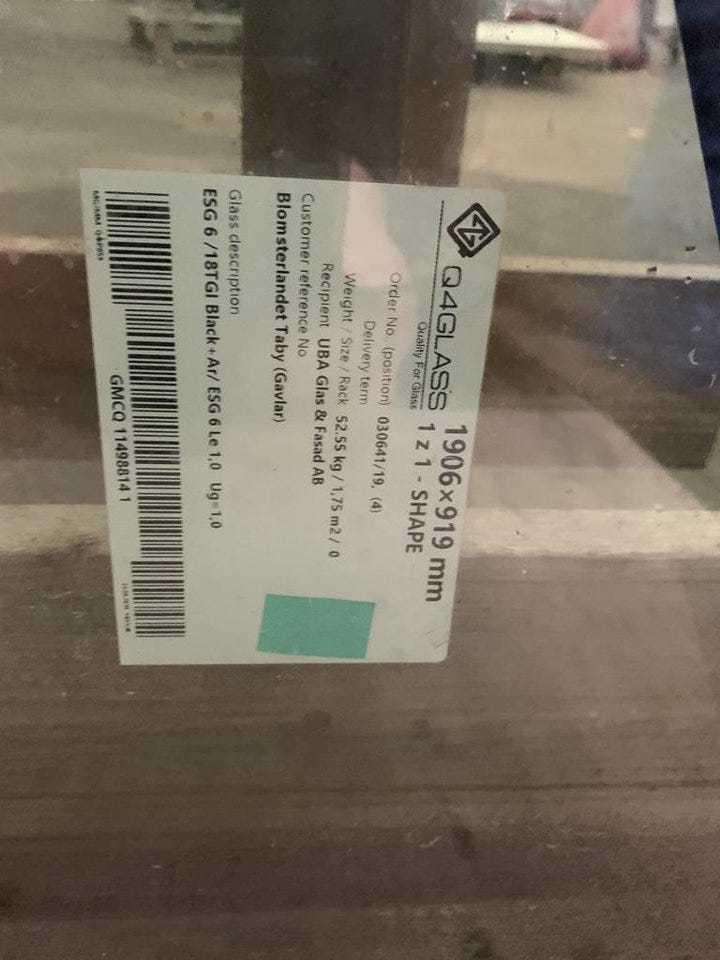 Q4GLASS
Quality For Glass
1906x919 mm
1 z 1 - SHAPE
Order No. (position) 030641/19, (4)
Delivery term
Weight / Size / Rack 52.55 kg / 1,75 m2 / 0
Recipient UBA Glas & Fasad AB
Customer reference No
Blomsterlandet Taby (Gavlar)
Glass description
ESG 6 /18TGI Black+Ar/ ESG 6 Le 1,0 Ug=1,0
GMCQ 114988141